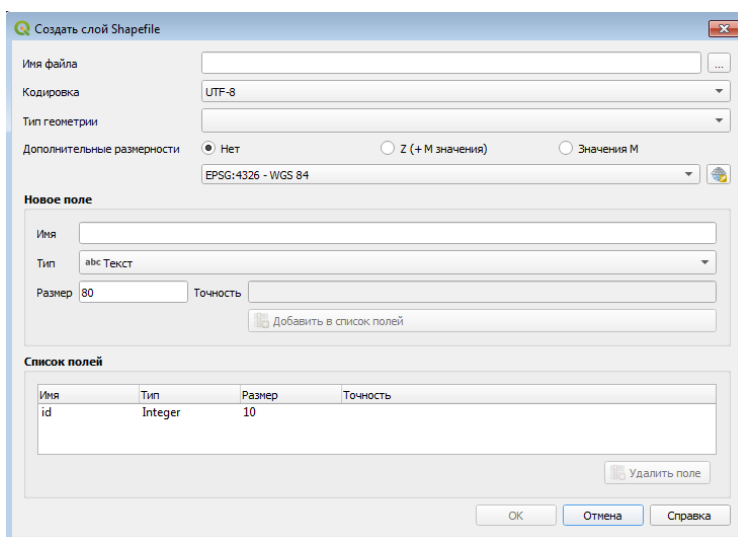 Создать слой Shapefile
Имя файла ...
Кодировка UTF-8
Тип геометрии
Дополнительные размерности Нет Z (+ M значения) Значения M
EPSG:4326 - WGS 84
Новое поле
Имя
Тип abc Текст
Размер 80 Точность
Добавить в список полей
Список полей
Имя Тип Размер Точность
id Integer 10
Удалить поле
OK Отмена Справка